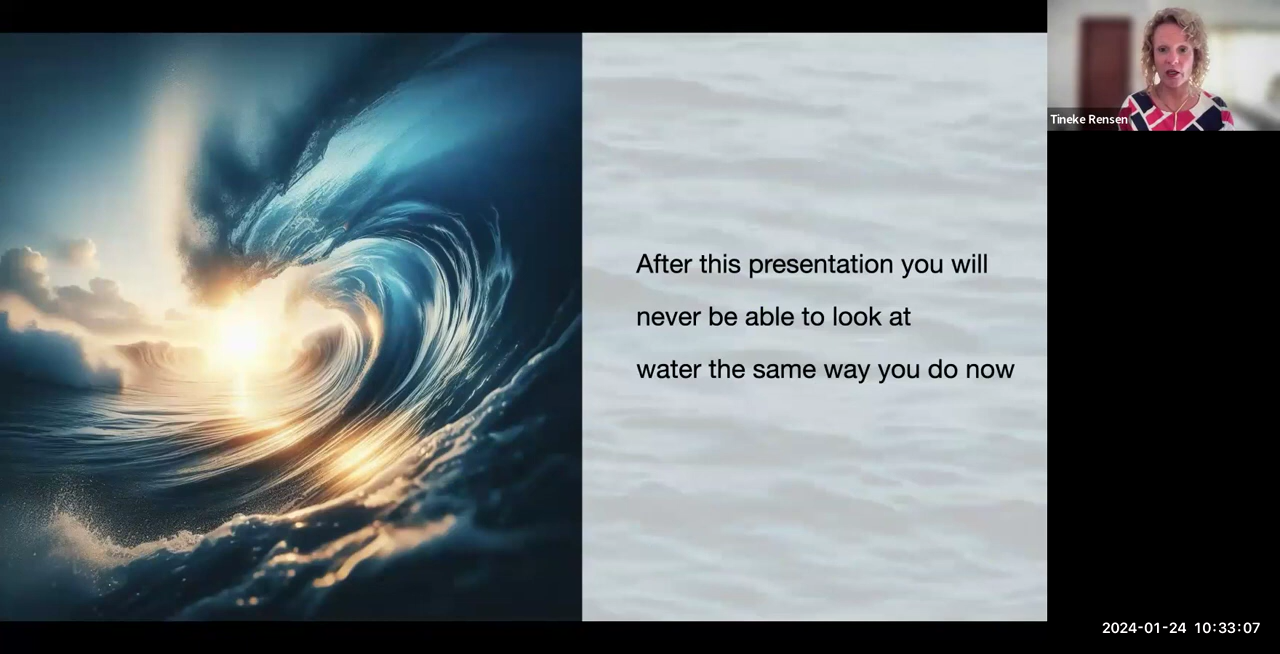 Tineke Rensen
After this presentation you will
never be able to look at
water the same way you do now
2024-01-24 10:33:07